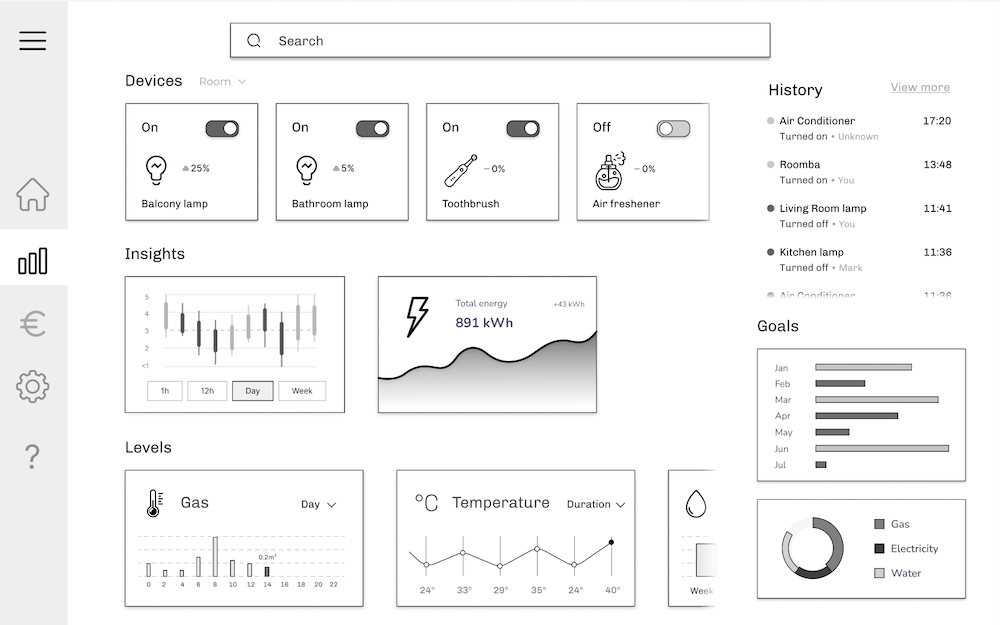 Search
Devices
Room
On
On
On
Off
25%
5%
– 0%
– 0%
Balcony lamp
Bathroom lamp
Toothbrush
Air freshener
History
View more
Air Conditioner
17:20
Turned on • Unknown
Roomba
13:48
Turned on • You
Living Room lamp
11:41
Turned off • You
Kitchen lamp
11:36
Turned off • Mark
Air Conditioner
11:36
Insights
5
4
3
2
<1
1h
12h
Day
Week
Total energy
+43 kWh
891 kWh
Goals
Jan
Feb
Mar
Apr
May
Jun
Jul
Levels
Gas
Day
0.2m³
0 2 4 6 8 10 12 14 16 18 20 22
°C
Temperature
Duration
24° 33° 29° 35° 24° 40°
Week
Gas
Electricity
Water
€
?